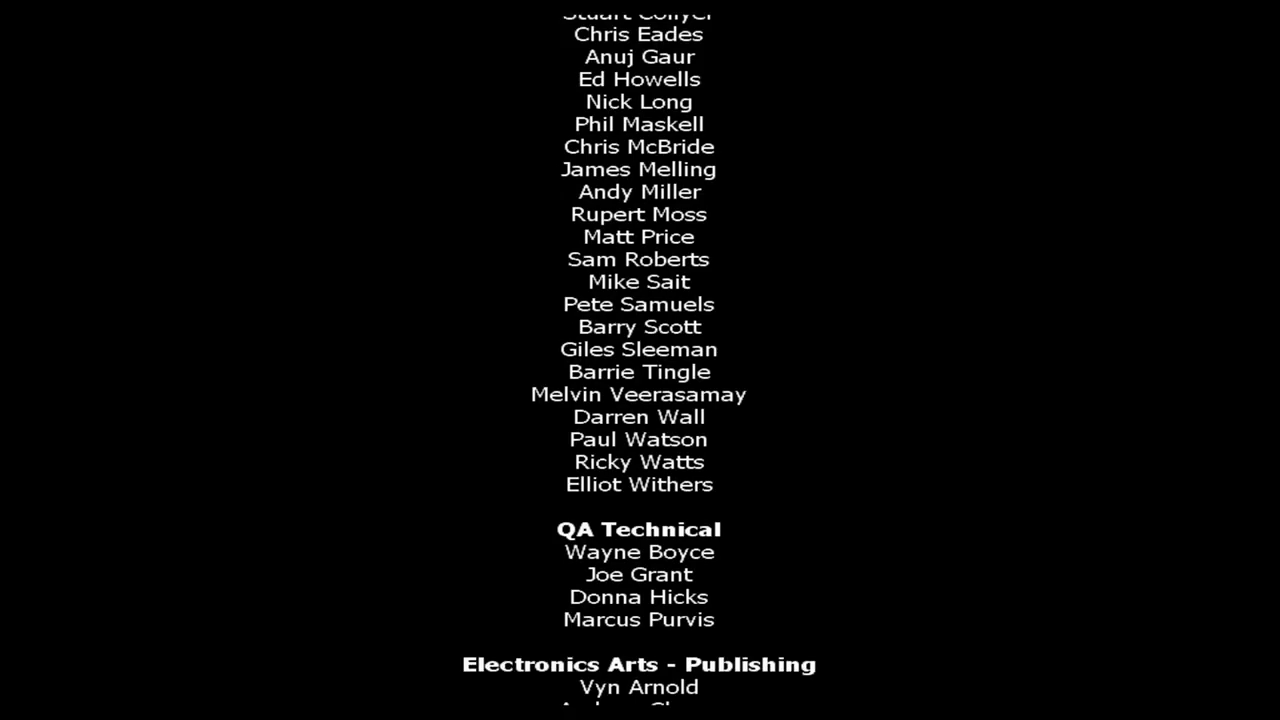 Chris Eades
Anuj Gaur
Ed Howells
Nick Long
Phil Maskell
Chris McBride
James Melling
Andy Miller
Rupert Moss
Matt Price
Sam Roberts
Mike Sait
Pete Samuels
Barry Scott
Giles Sleeman
Barrie Tingle
Melvin Veerasamay
Darren Wall
Paul Watson
Ricky Watts
Elliot Withers
QA Technical
Wayne Boyce
Joe Grant
Donna Hicks
Marcus Purvis
Electronics Arts - Publishing
Vyn Arnold